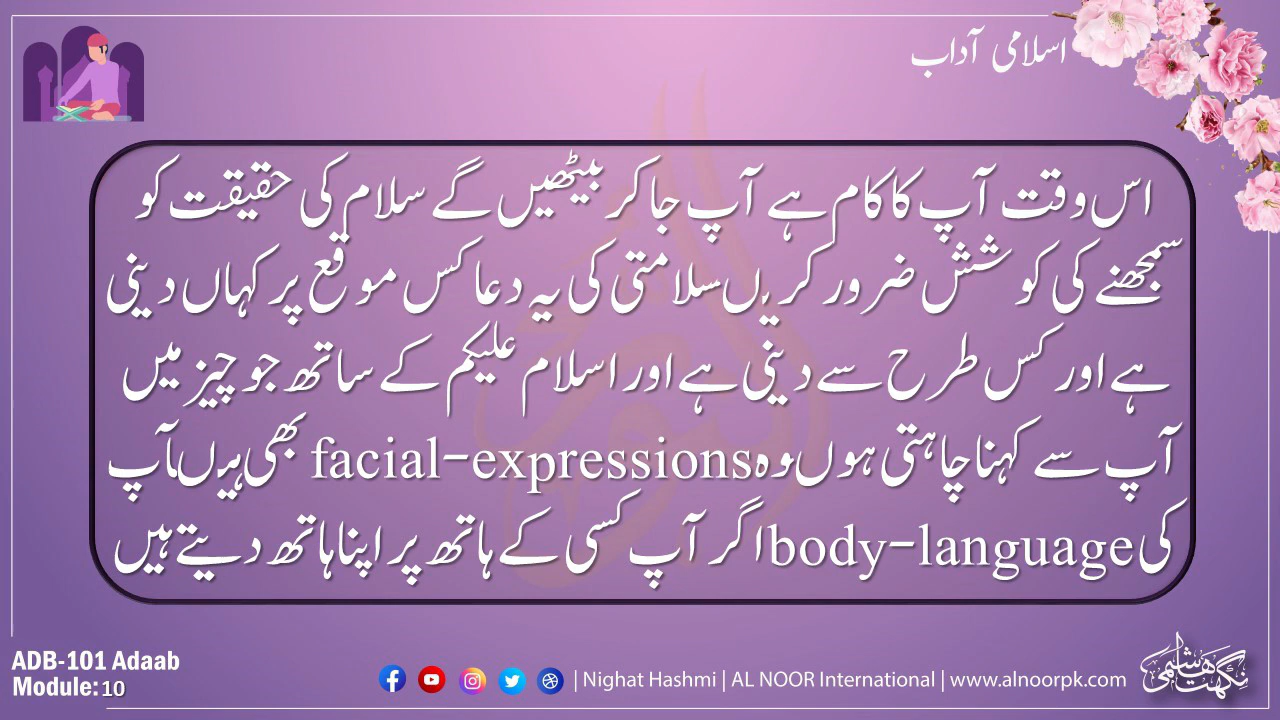 اسلامی آداب
اس وقت آپ کا کام ہے آپ جا کر بیٹھیں گے سلام کی حقیقت کو
سمجھنے کی کوشش ضرور کریں سلامتی کی یہ دعا کس موقع پر کہاں دینی
ہے اور کس طرح سے دینی ہے اور اسلام علیکم کے ساتھ جو چیز میں
آپ سے کہنا چاہتی ہوں وہ facial-expressions بھی ہیں آپ
کی body-language اگر آپ کسی کے ہاتھ پر اپنا ہاتھ دیتے ہیں
ADB-101 Adaab
Module: 10
| Nighat Hashmi | AL NOOR International | www.alnoorpk.com
نگہت ہاشمی